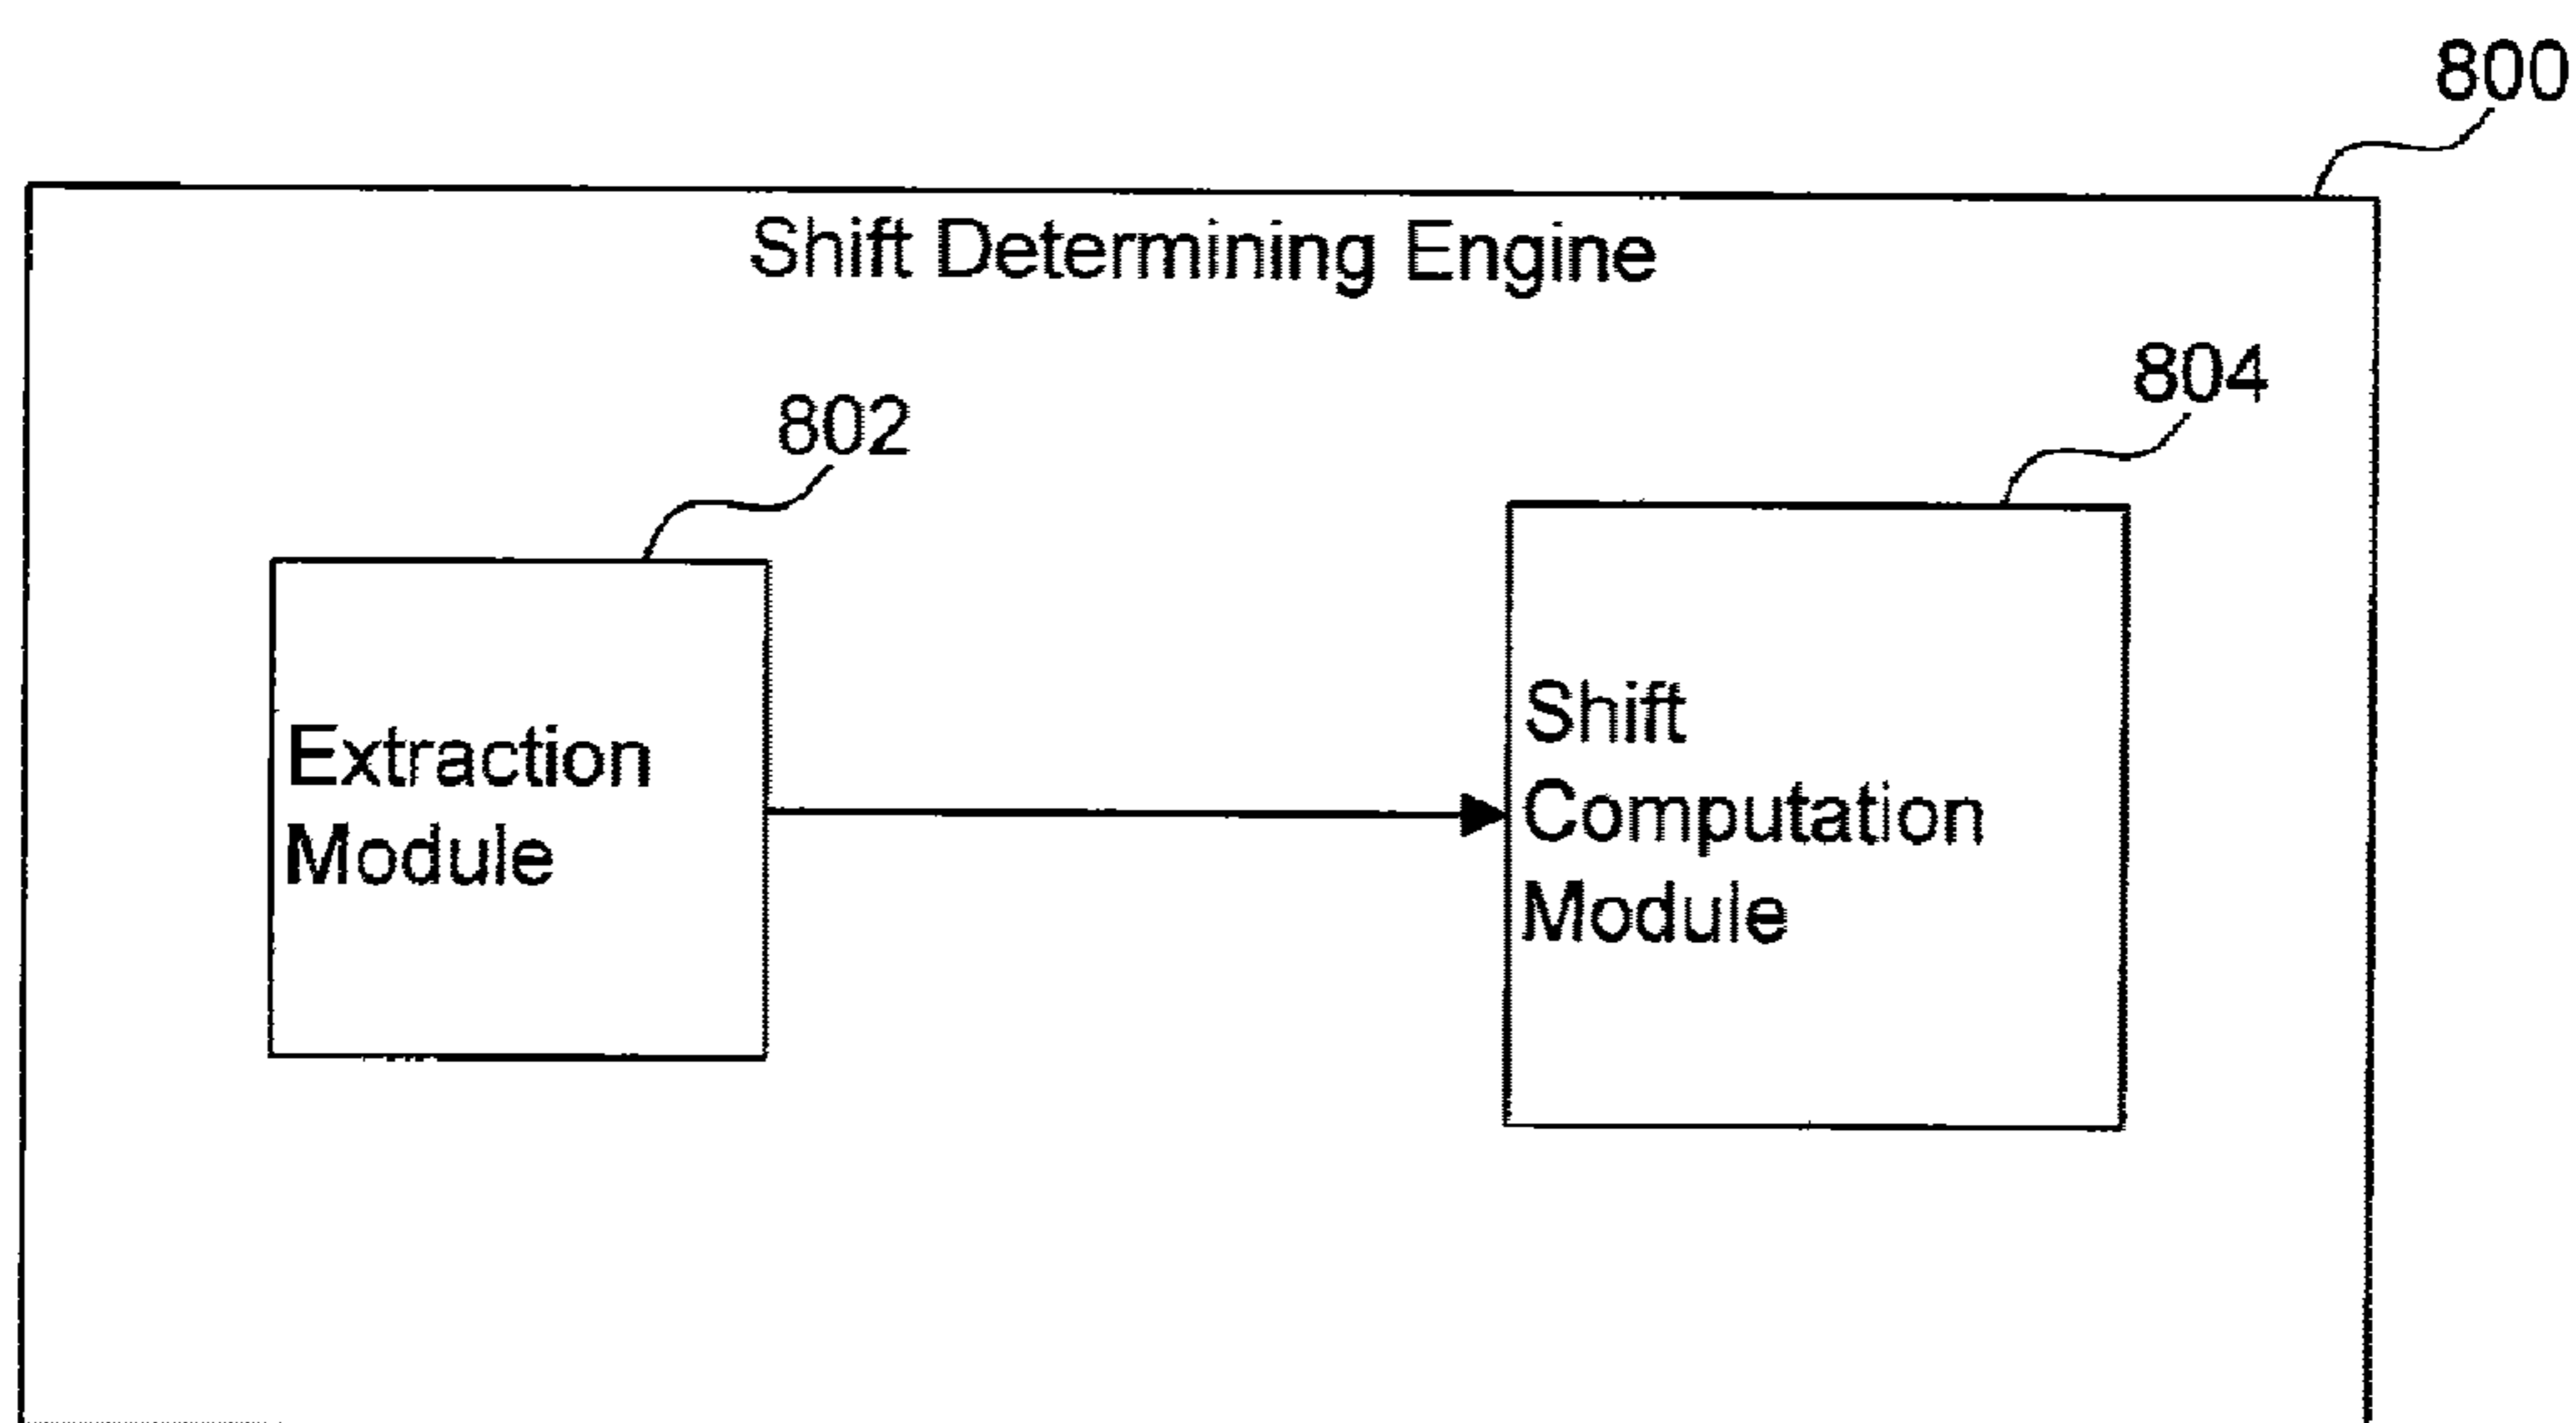 800
Shift Determining Engine
804
802
Extraction
Module
Shift
Computation
Module